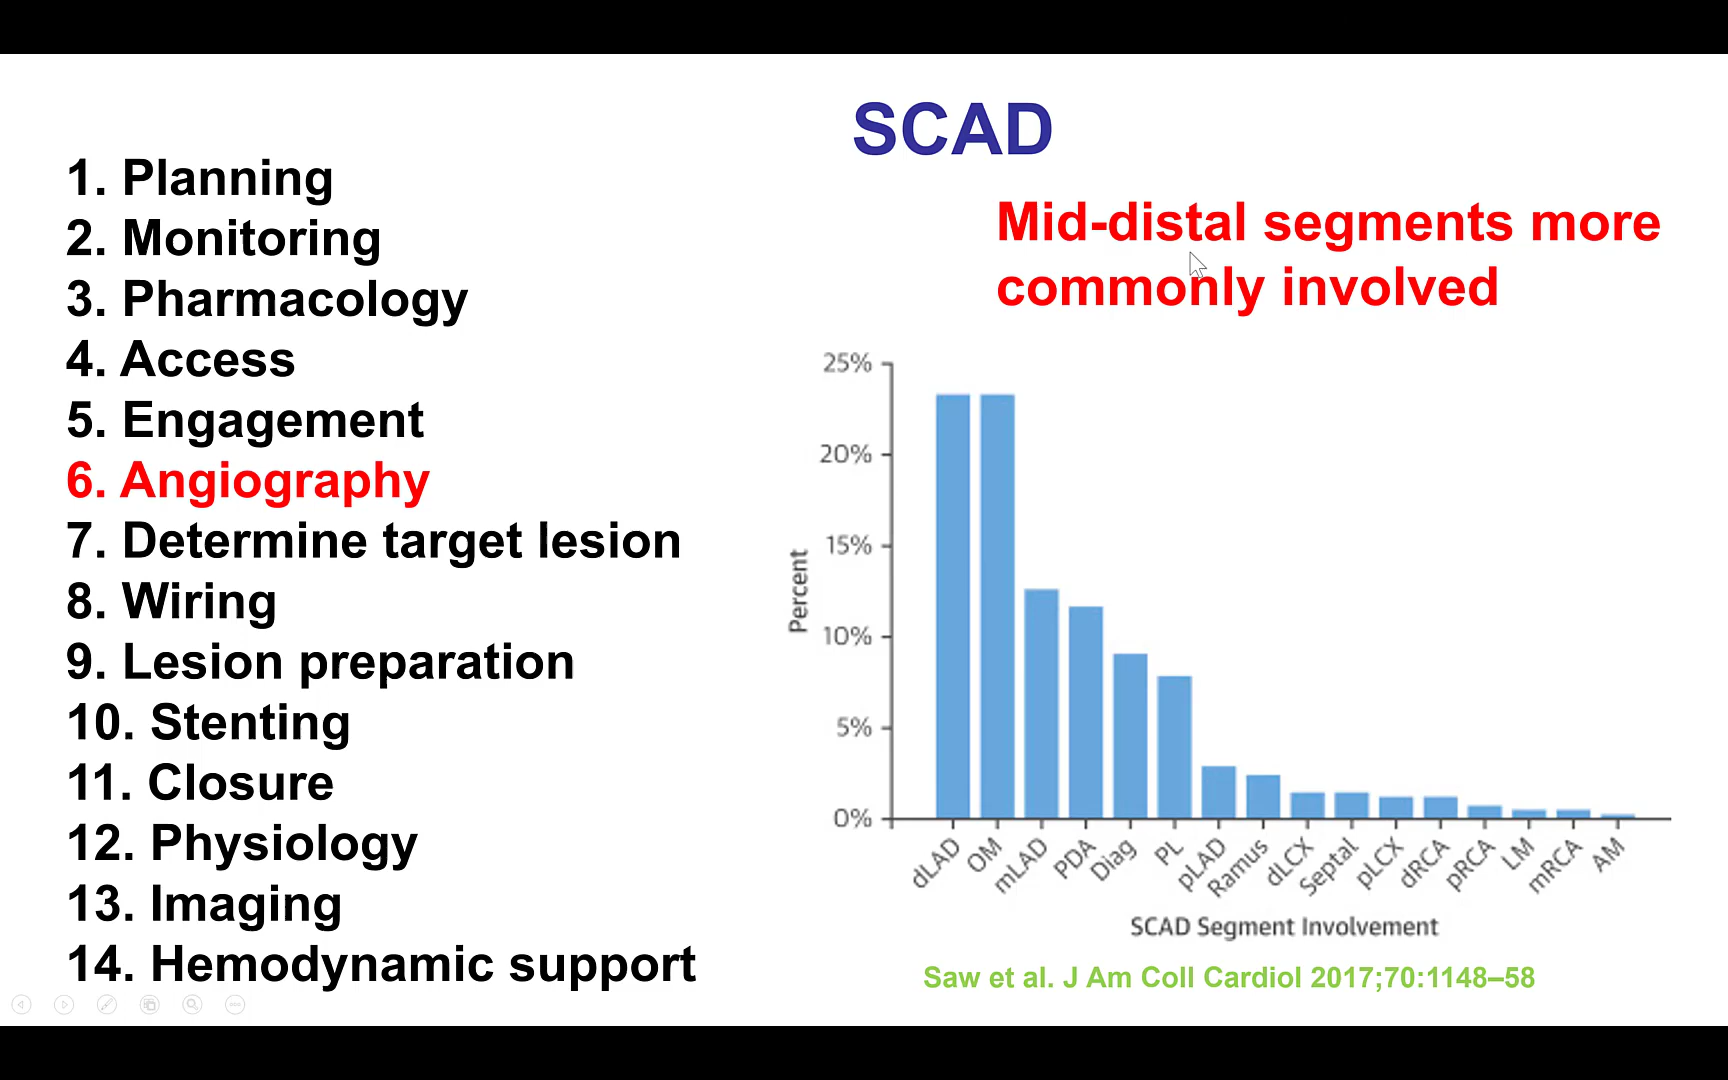 SCAD
1. Planning
2. Monitoring
3. Pharmacology
4. Access
5. Engagement
6. Angiography
7. Determine target lesion
8. Wiring
9. Lesion preparation
10. Stenting
11. Closure
12. Physiology
13. Imaging
14. Hemodynamic support
Mid-distal segments more
commonly involved
25%
20%
15%
10%
5%
0%
Percent
dLAD
OM
mLAD
PDA
Diag
PL
pLAD
Ramus
dLCX
Septal
pLCX
dRCA
pRCA
LM
mRCA
AM
SCAD Segment Involvement
Saw et al. J Am Coll Cardiol 2017;70:1148–58